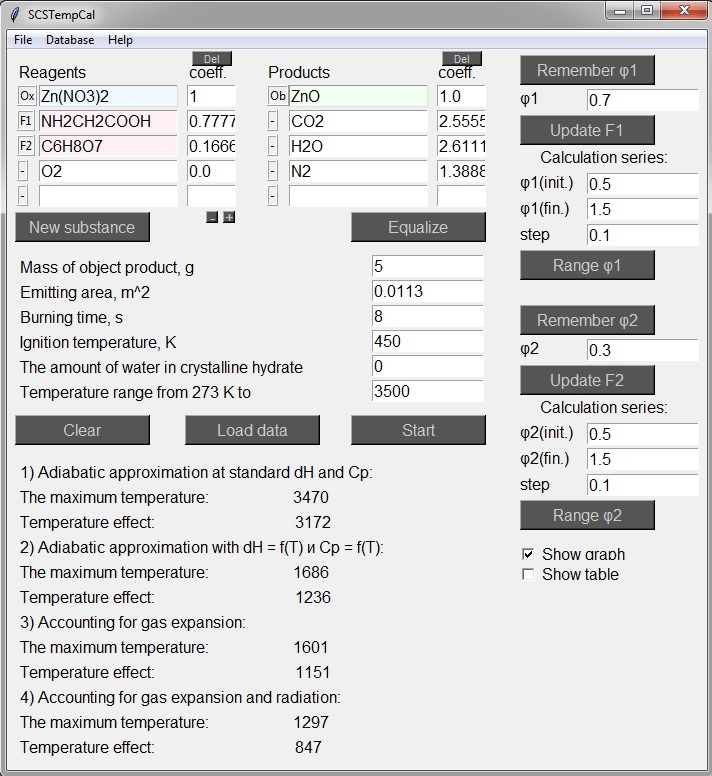 SCSTempCal
File Database Help
Del Del
Reagents coeff. Products coeff.
Ox Zn(NO3)2 1 Ob ZnO 1.0
F1 NH2CH2COOH 0.7777 - CO2 2.5555
F2 C6H8O7 0.1666 - H2O 2.6111
- O2 0.0 - N2 1.3888
- -
- +
New substance Equalize
Mass of object product, g 5
Emitting area, m^2 0.0113
Burning time, s 8
Ignition temperature, K 450
The amount of water in crystalline hydrate 0
Temperature range from 273 K to 3500
Clear Load data Start
1) Adiabatic approximation at standard dH and Cp:
The maximum temperature: 3470
Temperature effect: 3172
2) Adiabatic approximation with dH = f(T) и Cp = f(T):
The maximum temperature: 1686
Temperature effect: 1236
3) Accounting for gas expansion:
The maximum temperature: 1601
Temperature effect: 1151
4) Accounting for gas expansion and radiation:
The maximum temperature: 1297
Temperature effect: 847
Remember φ1
φ1 0.7
Update F1
Calculation series:
φ1(init.) 0.5
φ1(fin.) 1.5
step 0.1
Range φ1
Remember φ2
φ2 0.3
Update F2
Calculation series:
φ2(init.) 0.5
φ2(fin.) 1.5
step 0.1
Range φ2
Show graph
Show table